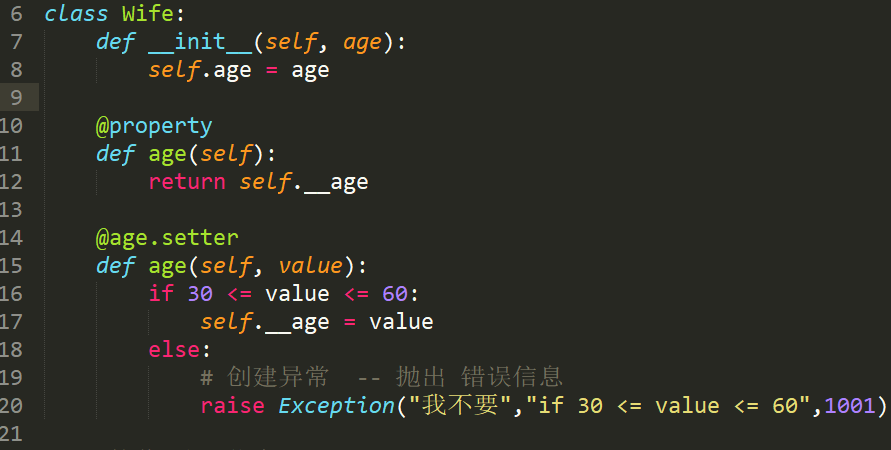 6 class Wife:
7     def __init__(self, age):
8         self.age = age
9
10     @property
11     def age(self):
12         return self.__age
13
14     @age.setter
15     def age(self, value):
16         if 30 <= value <= 60:
17             self.__age = value
18         else:
19             # 创建异常  -- 抛出 错误信息
20             raise Exception("我不要","if 30 <= value <= 60",1001)
21